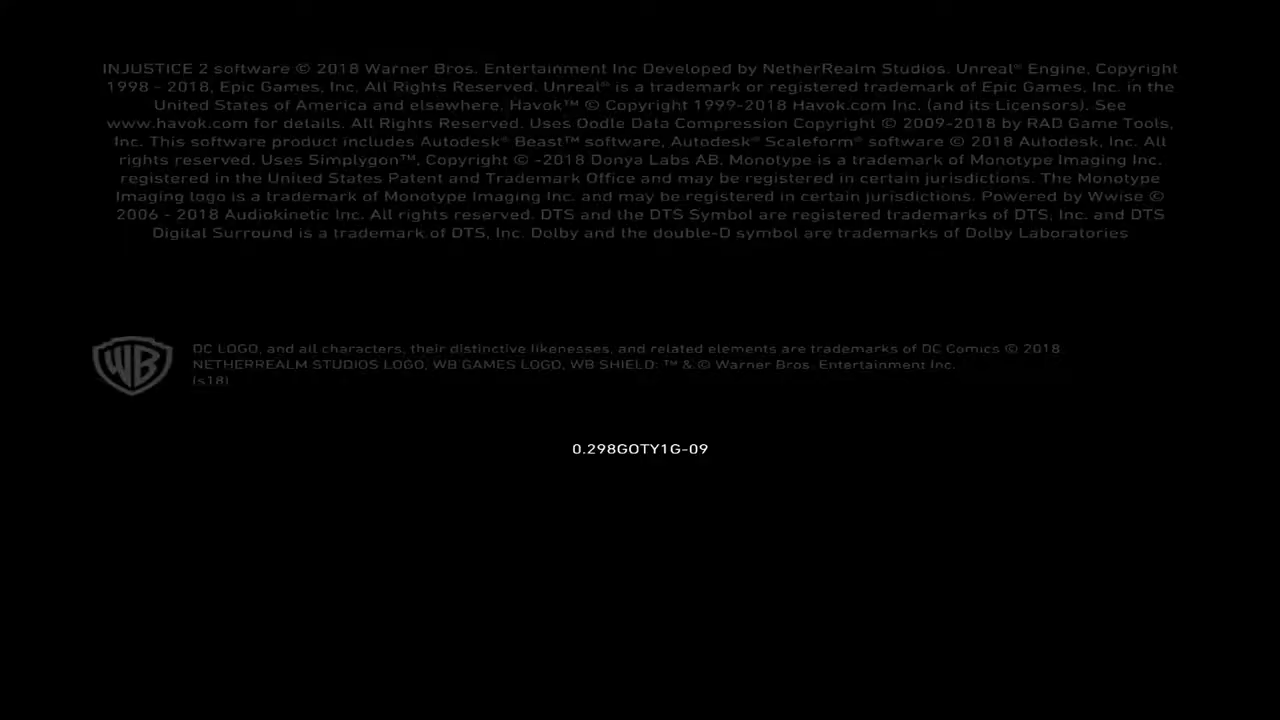 INJUSTICE 2 software © 2018 Warner Bros. Entertainment Inc Developed by NetherRealm Studios. Unreal® Engine, Copyright
1998 - 2018, Epic Games, Inc. All Rights Reserved. Unreal® is a trademark or registered trademark of Epic Games, Inc. in the
United States of America and elsewhere. Havok™ © Copyright 1999-2018 Havok.com Inc. (and its Licensors). See
www.havok.com for details. All Rights Reserved. Uses Oodle Data Compression Copyright © 2009-2018 by RAD Game Tools,
Inc. This software product includes Autodesk® Beast™ software, Autodesk® Scaleform® software © 2018 Autodesk, Inc. All
rights reserved. Uses Simplygon™, Copyright © -2018 Donya Labs AB. Monotype is a trademark of Monotype Imaging Inc.
registered in the United States Patent and Trademark Office and may be registered in certain jurisdictions. The Monotype
Imaging logo is a trademark of Monotype Imaging Inc. and may be registered in certain jurisdictions. Powered by Wwise ©
2006 - 2018 Audiokinetic Inc. All rights reserved. DTS and the DTS Symbol are registered trademarks of DTS, Inc. and DTS
Digital Surround is a trademark of DTS, Inc. Dolby and the double-D symbol are trademarks of Dolby Laboratories
WB
DC LOGO, and all characters, their distinctive likenesses, and related elements are trademarks of DC Comics © 2018.
NETHERREALM STUDIOS LOGO, WB GAMES LOGO, WB SHIELD: ™ & © Warner Bros. Entertainment Inc.
(s18)
0.298GOTY1G-09